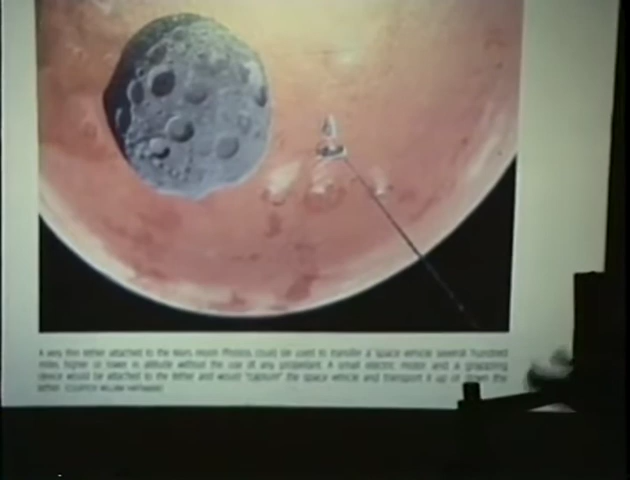 A very thin tether attached to the Mars moon Phobos could be used to transfer a space vehicle several hundred
miles higher or lower in altitude without the use of any propellant. A small electric motor and a grappling
device would be attached to the tether and would "capture" the space vehicle and transport it up or down the
tether. (COURTESY WILLIAM